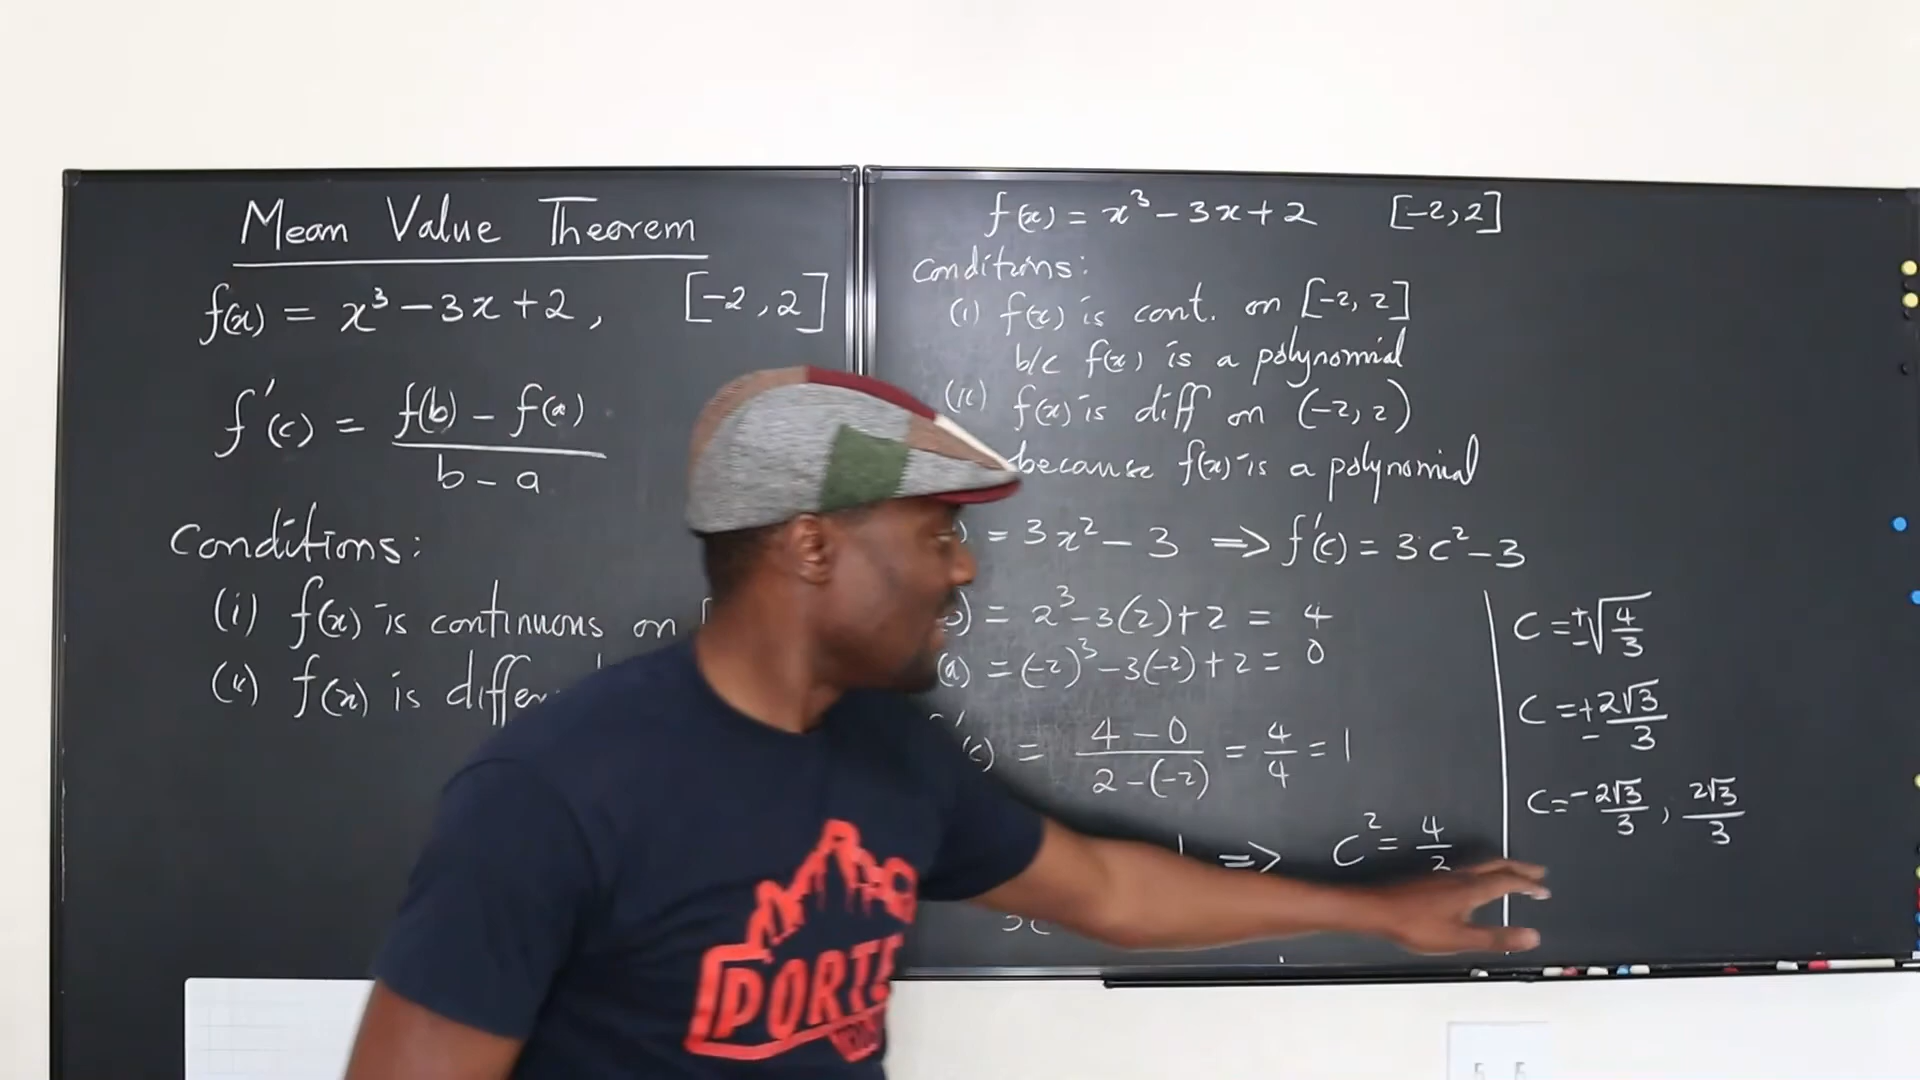 Mean Value Theorem
f(x) = x³ - 3x + 2, [-2, 2]
f'(c) = f(b) - f(a) / b - a
Conditions:
(i) f(x) is continuous on [
(ii) f(x) is differ
f(x) = x³ - 3x + 2 [-2, 2]
Conditions:
(i) f(x) is cont. on [-2, 2]
b/c f(x) is a polynomial
(ii) f(x) is diff on (-2, 2)
because f(x) is a polynomial
) = 3x² - 3 => f'(c) = 3c² - 3
) = 2³ - 3(2) + 2 = 4
(a) = (-2)³ - 3(-2) + 2 = 0
'(c) = 4 - 0 / 2 - (-2) = 4/4 = 1
1 => c² = 4/3
c = ±√4/3
c = ± 2√3/3
c = - 2√3/3, 2√3/3
PORTE